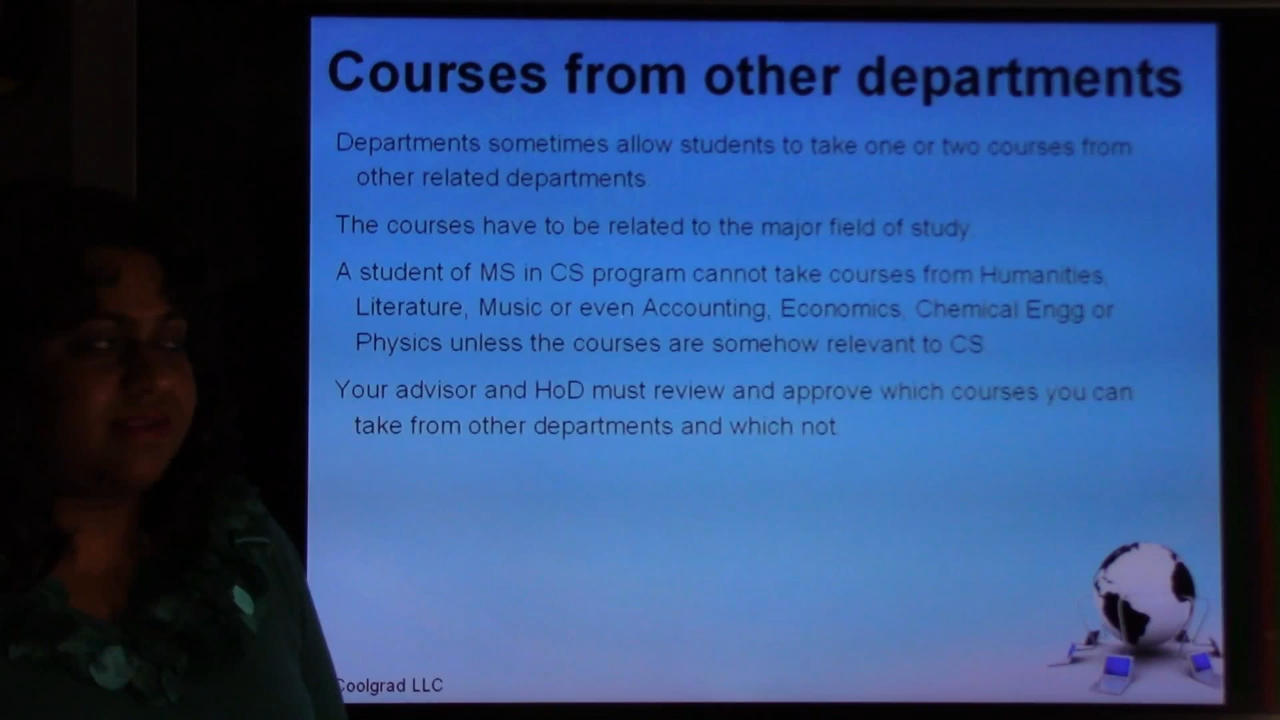 Courses from other departments
Departments sometimes allow students to take one or two courses from
other related departments.
The courses have to be related to the major field of study.
A student of MS in CS program cannot take courses from Humanities,
Literature, Music or even Accounting, Economics, Chemical Engg or
Physics unless the courses are somehow relevant to CS.
Your advisor and HoD must review and approve which courses you can
take from other departments and which not.
Coolgrad LLC